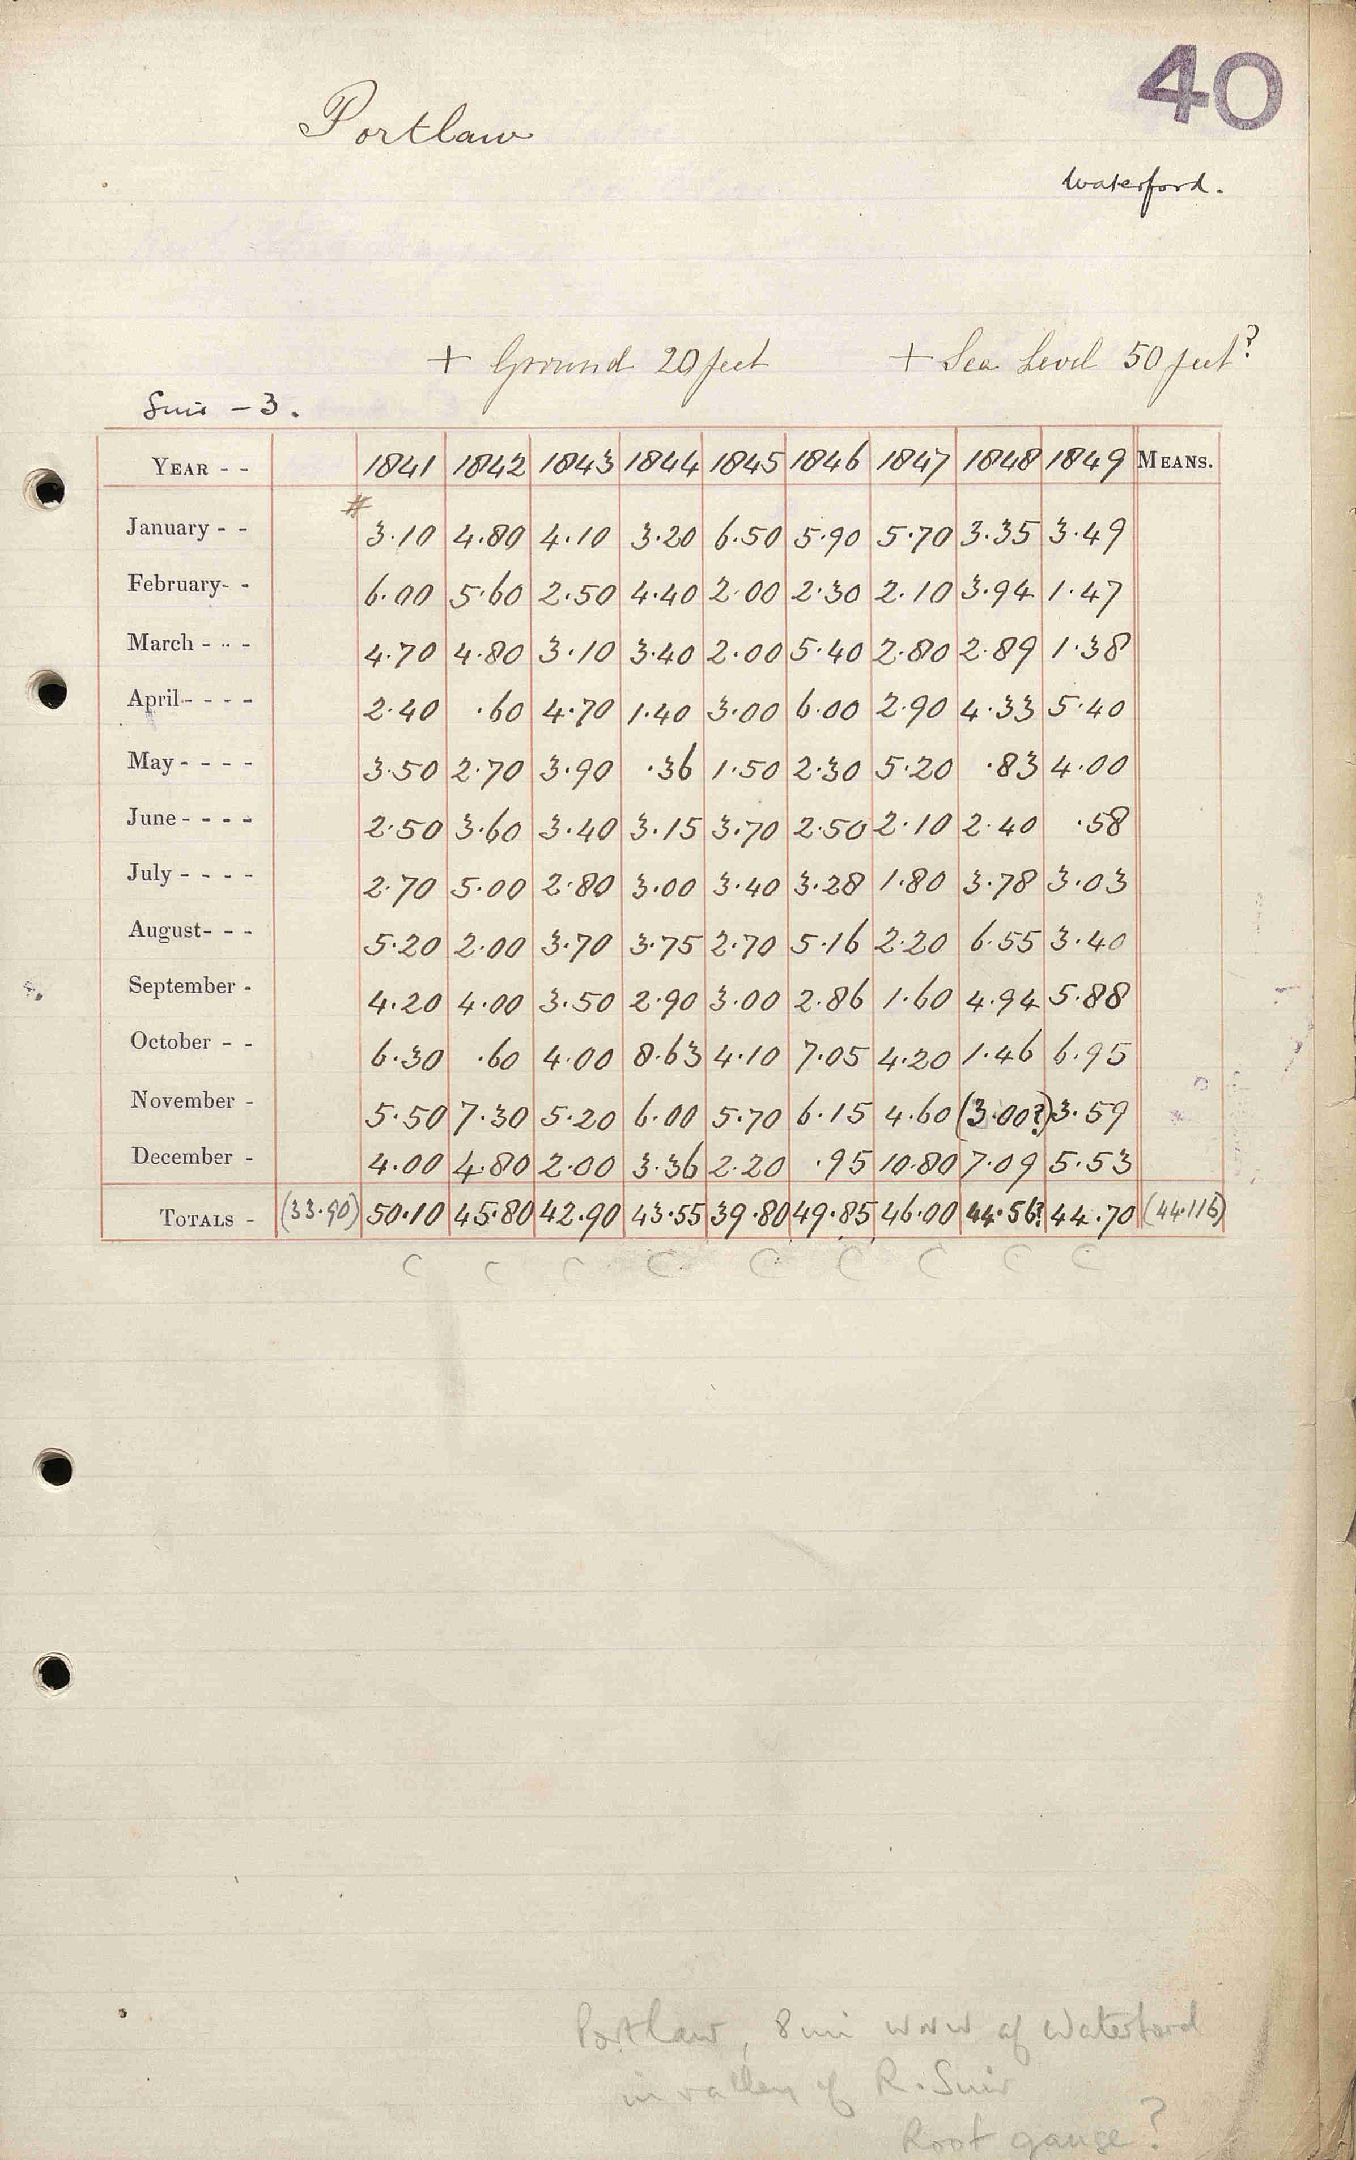 40
Portlaw
Waterford.
+ Ground 20 feet + Sea Level 50 feet?
Suir - 3.
YEAR - - 1841 1842 1843 1844 1845 1846 1847 1848 1849 MEANS.
#
January - - 3.10 4.80 4.10 3.20 6.50 5.90 5.70 3.35 3.49
February- - 6.00 5.60 2.50 4.40 2.00 2.30 2.10 3.94 1.47
March - - - 4.70 4.80 3.10 3.40 2.00 5.40 2.80 2.89 1.38
April- - - - 2.40 .60 4.70 1.40 3.00 6.00 2.90 4.33 5.40
May - - - - 3.50 2.70 3.90 .36 1.50 2.30 5.20 .83 4.00
June - - - - 2.50 3.60 3.40 3.15 3.70 2.50 2.10 2.40 .58
July - - - - 2.70 5.00 2.80 3.00 3.40 3.28 1.80 3.78 3.03
August- - - 5.20 2.00 3.70 3.75 2.70 5.16 2.20 6.55 3.40
September - 4.20 4.00 3.50 2.90 3.00 2.86 1.60 4.94 5.88
October - - 6.30 .60 4.00 8.63 4.10 7.05 4.20 1.46 6.95
November - 5.50 7.30 5.20 6.00 5.70 6.15 4.60 (3.00?) 3.59
December - 4.00 4.80 2.00 3.36 2.20 .95 10.80 7.09 5.53
TOTALS - (33.90) 50.10 45.80 42.90 43.55 39.80 49.85 46.00 44.56? 44.70 (44.116)
C C C C C C C C C
Portlaw, 8 mi WNW of Waterford
in valley of R. Suir
Roof gauge?